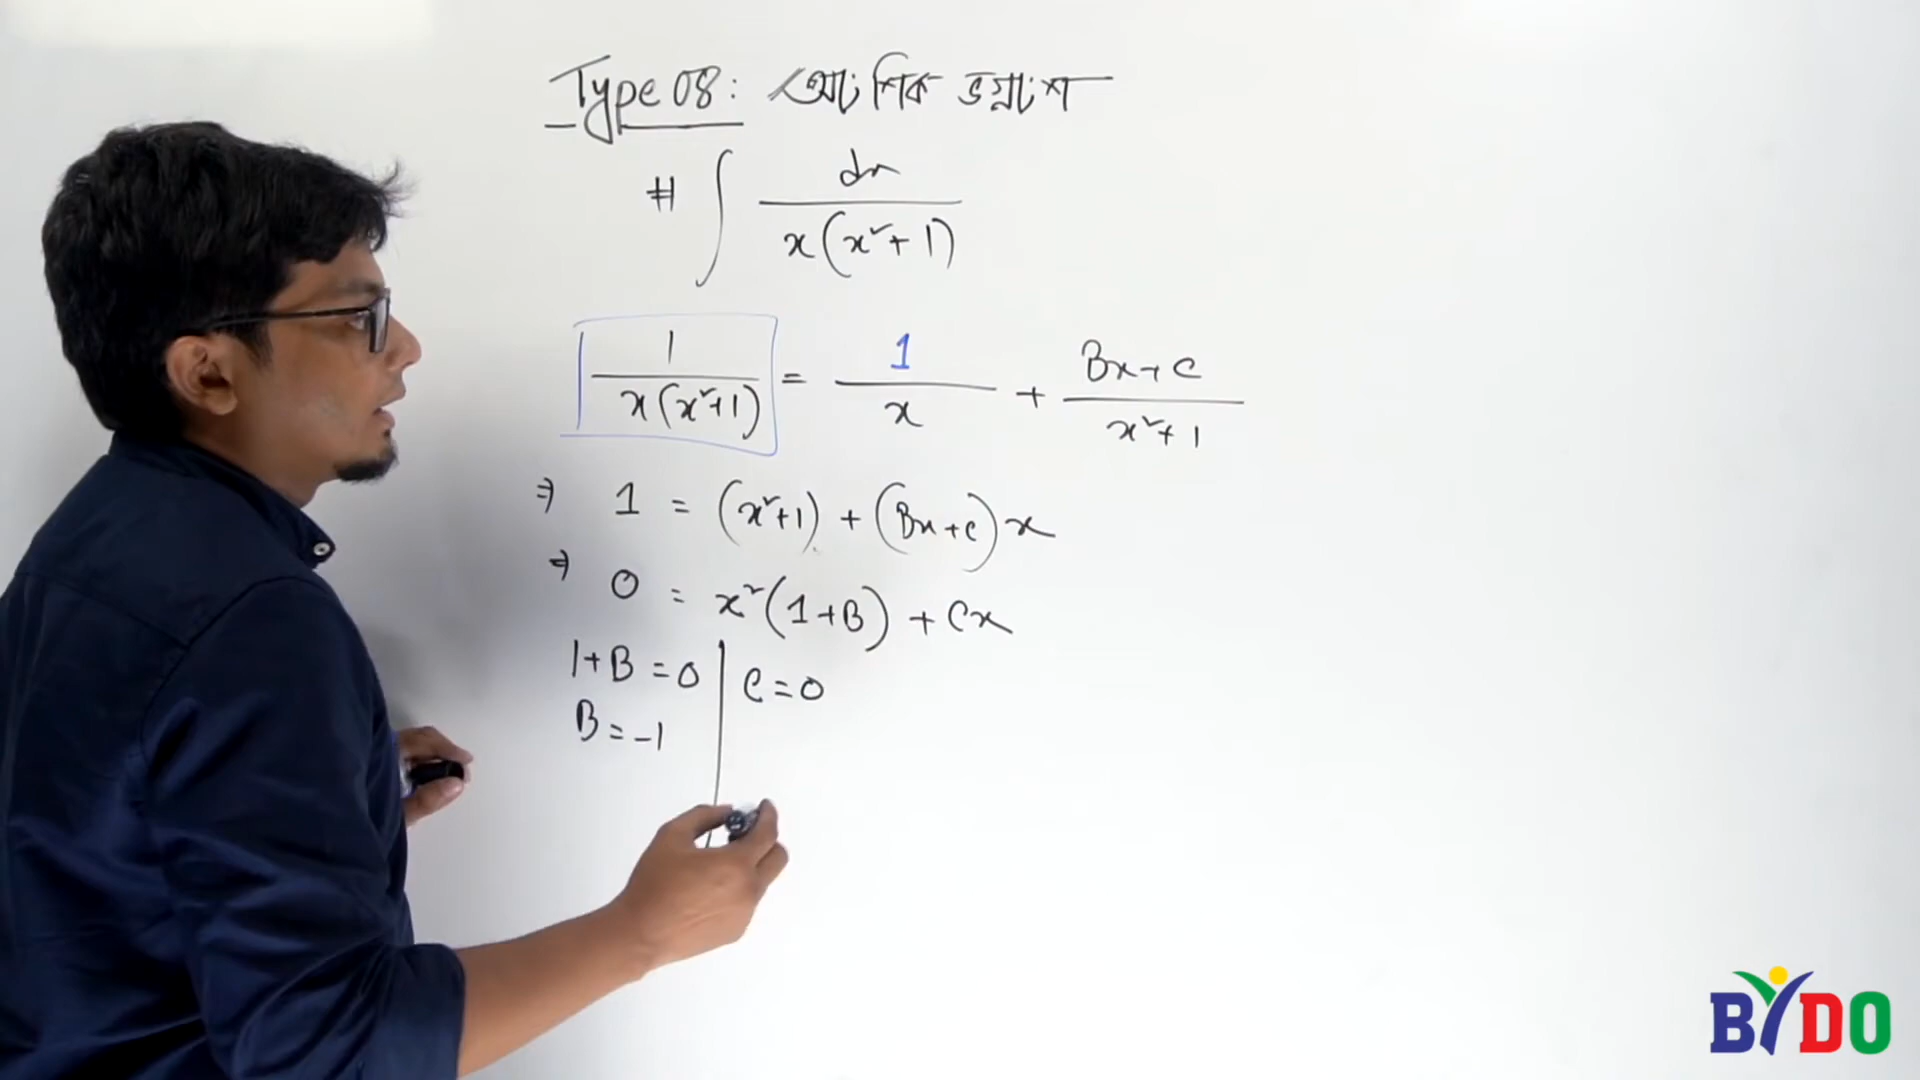 Type 08: আংশিক ভগ্নাংশ
# ∫ dx / x(x²+1)
1 / x(x²+1) = 1 / x + Bx+C / x²+1
⇒ 1 = (x²+1) + (Bx+C)x
⇒ 0 = x²(1+B) + Cx
1+B=0 | C=0
B=-1
BYDO